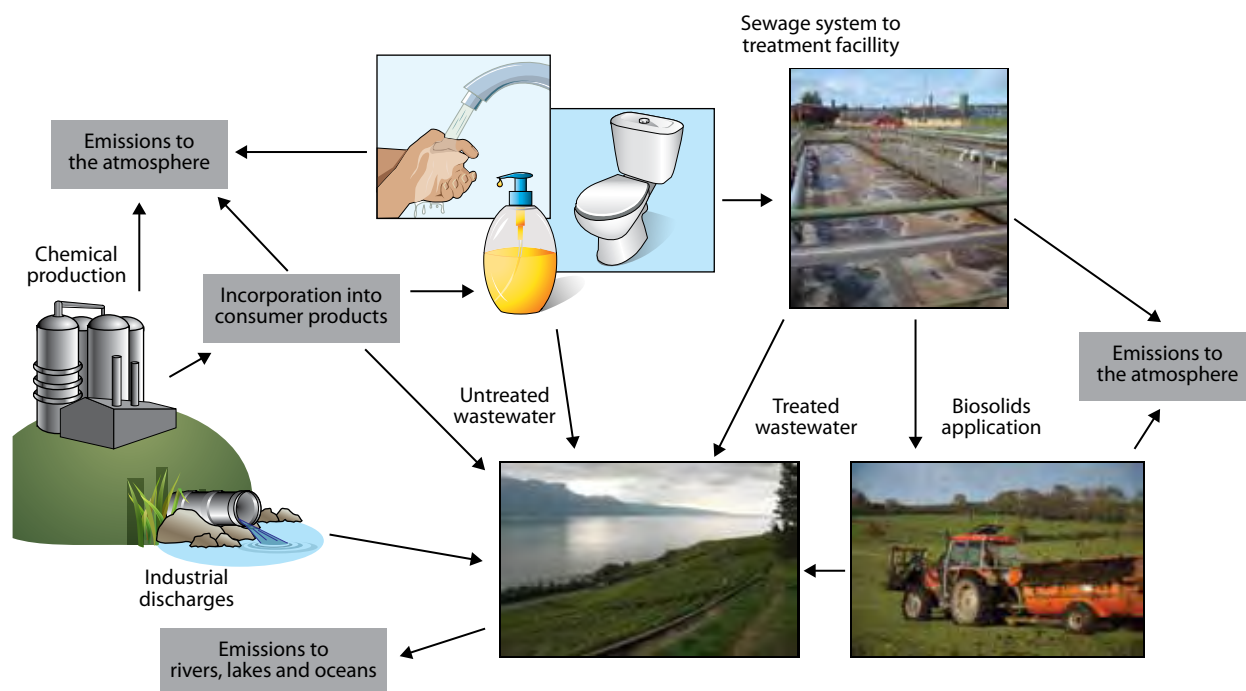 Sewage system to
treatment facillity
Emissions to
the atmosphere
Chemical
production
Incorporation into
consumer products
Emissions to
the atmosphere
Untreated
wastewater
Treated
wastewater
Biosolids
application
Industrial
discharges
Emissions to
rivers, lakes and oceans